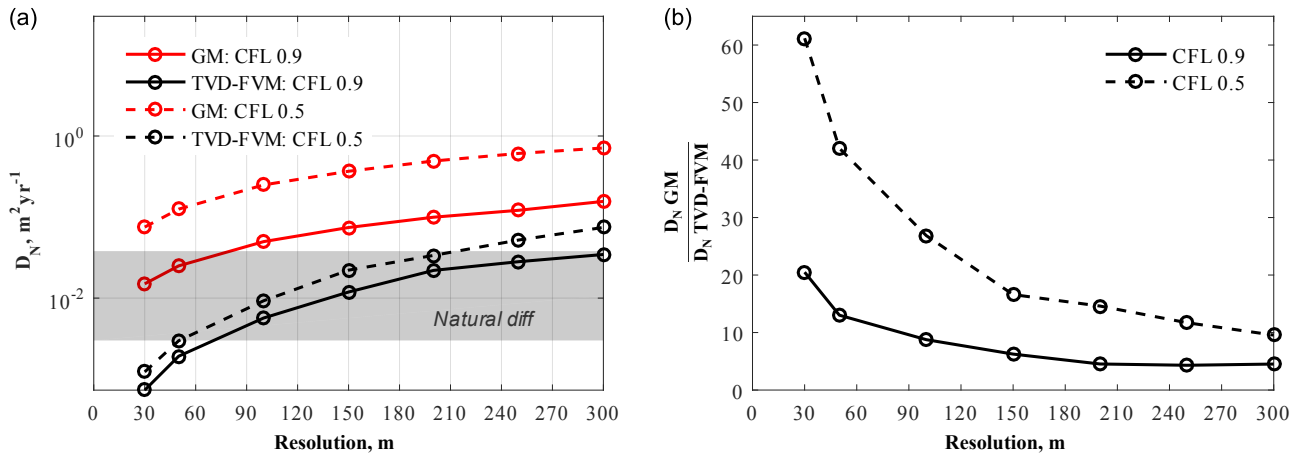 (a)
GM: CFL 0.9
TVD-FVM: CFL 0.9
GM: CFL 0.5
TVD-FVM: CFL 0.5
10⁰
10⁻²
D_N, m² yr⁻¹
Natural diff
0 30 60 90 120 150 180 210 240 270 300
Resolution, m
(b)
CFL 0.9
CFL 0.5
60
50
40
30
20
10
0
D_N GM
D_N TVD-FVM
0 30 60 90 120 150 180 210 240 270 300
Resolution, m